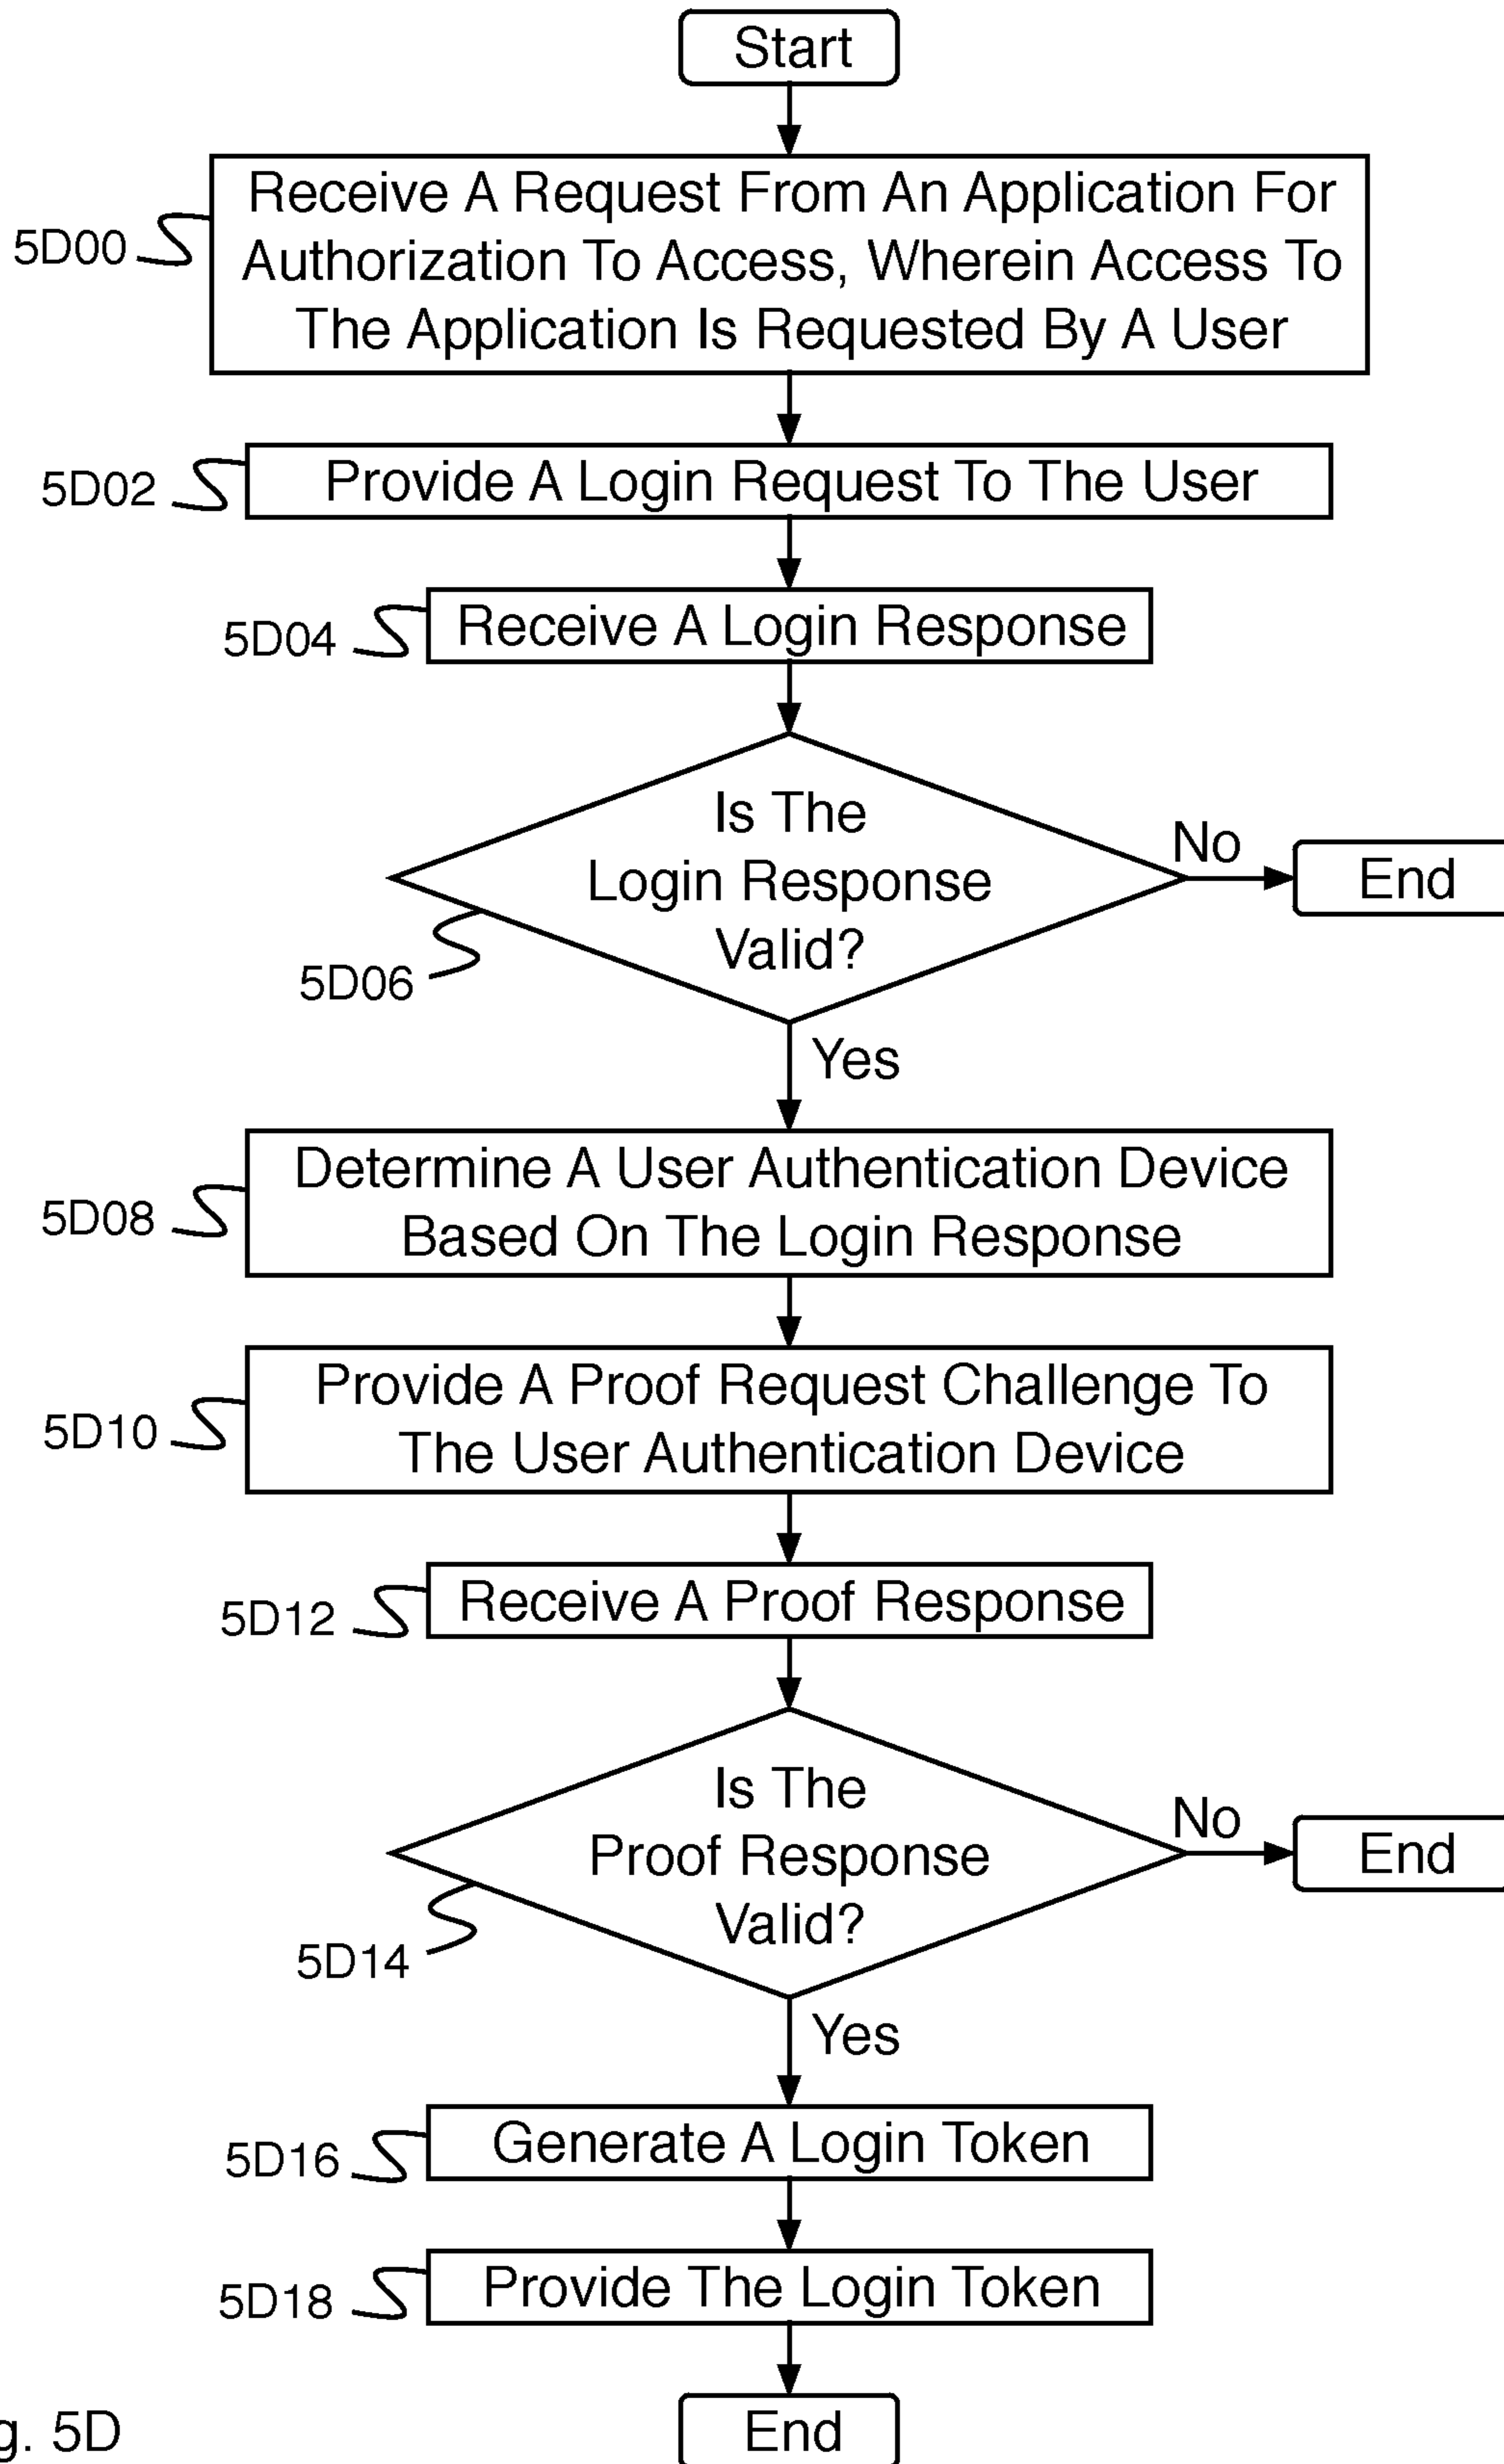 Start
Receive A Request From An Application For
Authorization To Access, Wherein Access To
The Application Is Requested By A User
5D00
Provide A Login Request To The User
5D02
Receive A Login Response
5D04
Is The
Login Response
Valid?
No
End
5D06
Yes
Determine A User Authentication Device
Based On The Login Response
5D08
Provide A Proof Request Challenge To
The User Authentication Device
5D10
Receive A Proof Response
5D12
Is The
Proof Response
Valid?
No
End
5D14
Yes
Generate A Login Token
5D16
Provide The Login Token
5D18
End
g. 5D